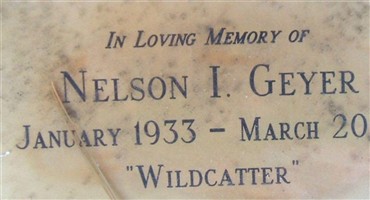 In Loving Memory of
Nelson I. Geyer
January 1933 – March 20
"Wildcatter"